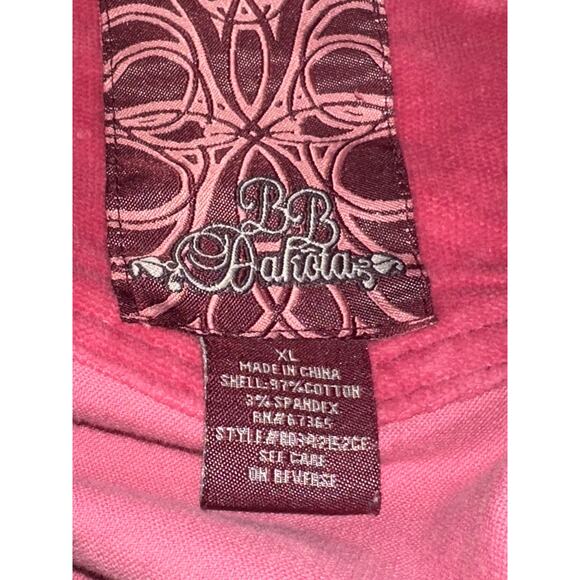 BB
Dakota
XL
MADE IN CHINA
SHELL:97%COTTON
3% SPANDEX
RN#67365
SEE CARE
ON REVERSE